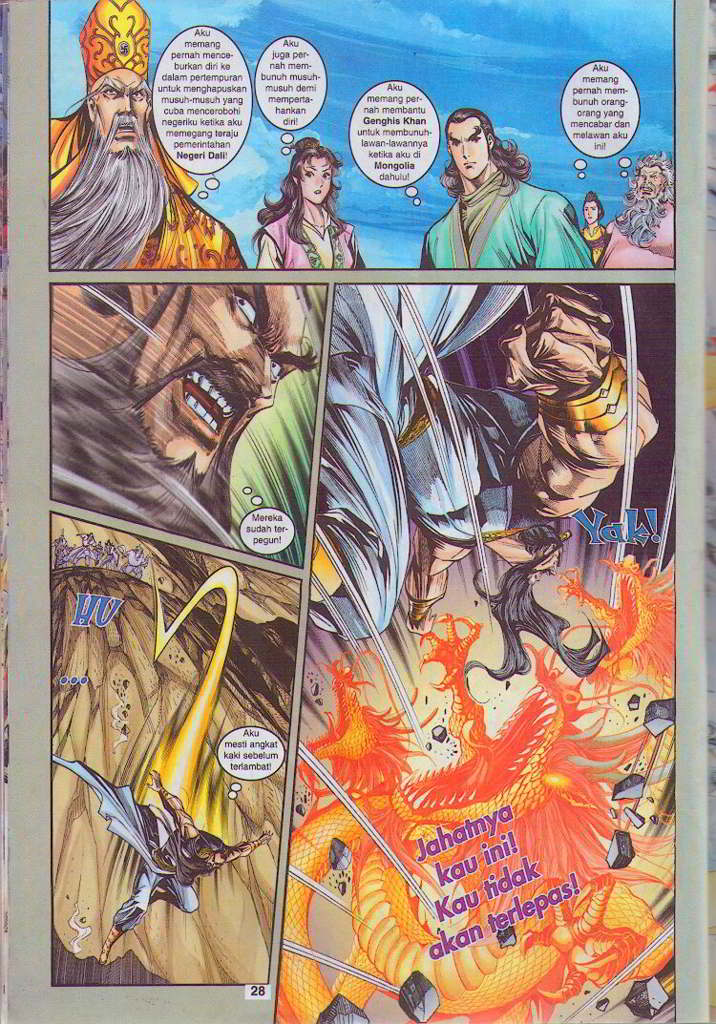 Aku
memang
pernah mence-
burkan diri ke
dalam pertempuran
untuk menghapuskan
musuh-musuh yang
cuba mencerobohi
negeriku ketika aku
memegang teraju
pemerintahan
Negeri Dali!
Aku
juga per-
nah mem-
bunuh musuh-
musuh demi
memperta-
hankan
diri!
Aku
memang per-
nah membantu
Genghis Khan
untuk membunuh-
lawan-lawannya
ketika aku di
Mongolia
dahulu!
Aku
memang
pernah mem-
bunuh orang-
orang yang
mencabar dan
melawan aku
ini!
Mereka
sudah ter-
pegun!
Yak!
HU
...
Aku
mesti angkat
kaki sebelum
terlambat!
Jahatnya
kau ini!
Kau tidak
akan terlepas!
28